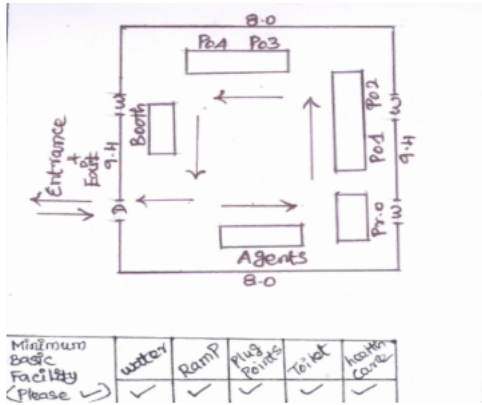 8.0
PO4 PO3
W
W
Booth
PO2
PO1
Entrance
+
Exit
9.4
9.4
D
W
Pr.O
Agents
8.0
Minimum
Basic
Facility
(Please ✓)
water
Ramp
Plug
Points
Toilet
health
care
✓ ✓ ✓ ✓ ✓